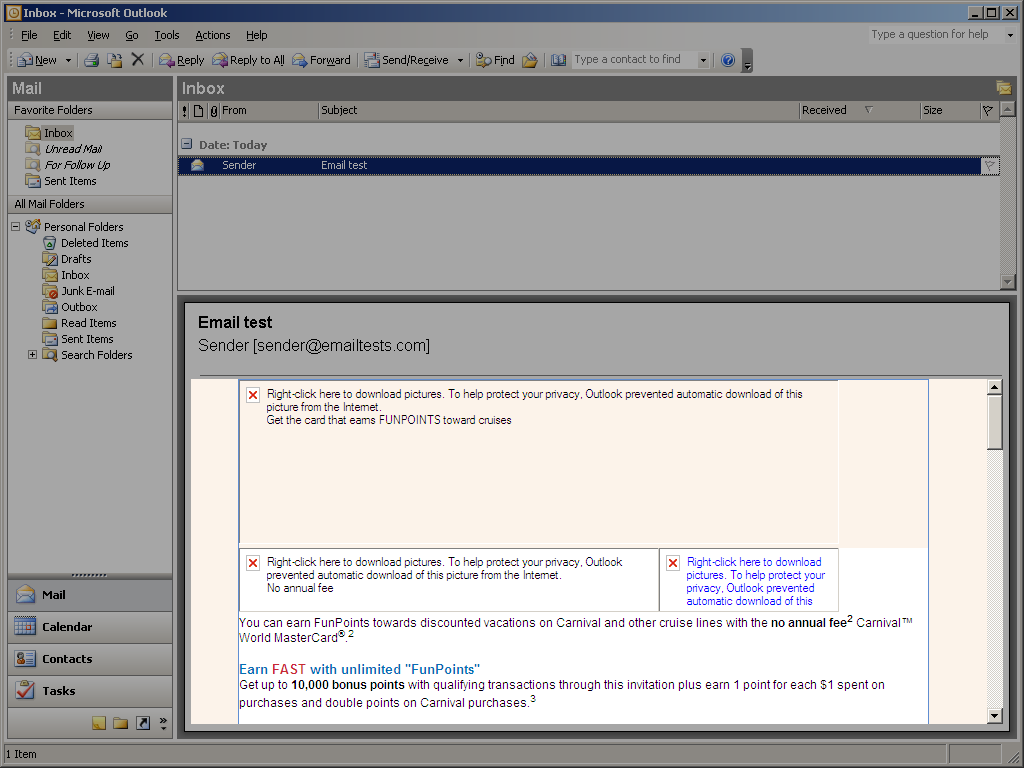 Inbox - Microsoft Outlook
File Edit View Go Tools Actions Help
Type a question for help
New Reply Reply to All Forward Send/Receive Find Type a contact to find
Mail
Favorite Folders
Inbox
Unread Mail
For Follow Up
Sent Items
All Mail Folders
Personal Folders
Deleted Items
Drafts
Inbox
Junk E-mail
Outbox
Read Items
Sent Items
Search Folders
Mail
Calendar
Contacts
Tasks
Inbox
From Subject Received Size
Date: Today
Sender Email test
Email test
Sender [sender@emailtests.com]
Right-click here to download pictures. To help protect your privacy, Outlook prevented automatic download of this
picture from the Internet.
Get the card that earns FUNPOINTS toward cruises
Right-click here to download pictures. To help protect your privacy, Outlook
prevented automatic download of this picture from the Internet.
No annual fee
Right-click here to download
pictures. To help protect your
privacy, Outlook prevented
automatic download of this
You can earn FunPoints towards discounted vacations on Carnival and other cruise lines with the no annual fee2 Carnival™
World MasterCard®.2
Earn FAST with unlimited "FunPoints"
Get up to 10,000 bonus points with qualifying transactions through this invitation plus earn 1 point for each $1 spent on
purchases and double points on Carnival purchases.3
1 Item